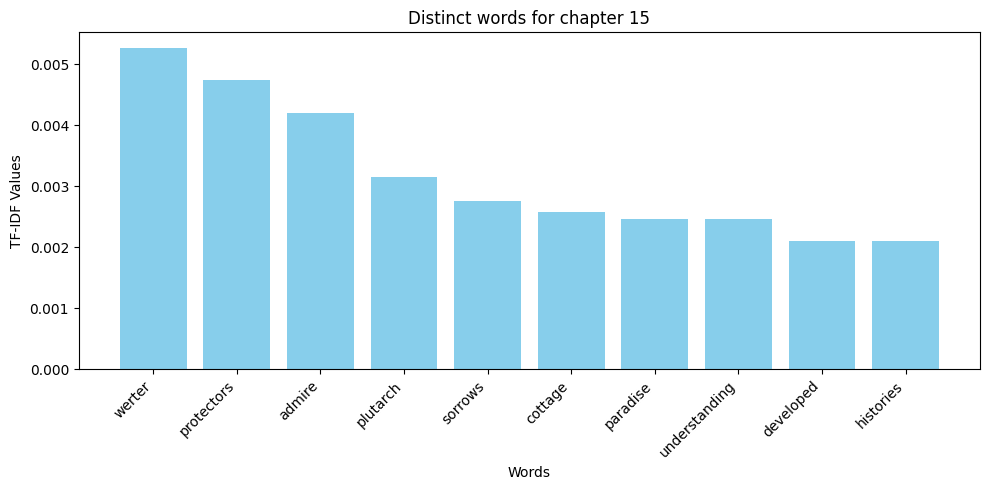 Distinct words for chapter 15
TF-IDF Values
0.005
0.004
0.003
0.002
0.001
0.000
werter
protectors
admire
plutarch
sorrows
cottage
paradise
understanding
developed
histories
Words